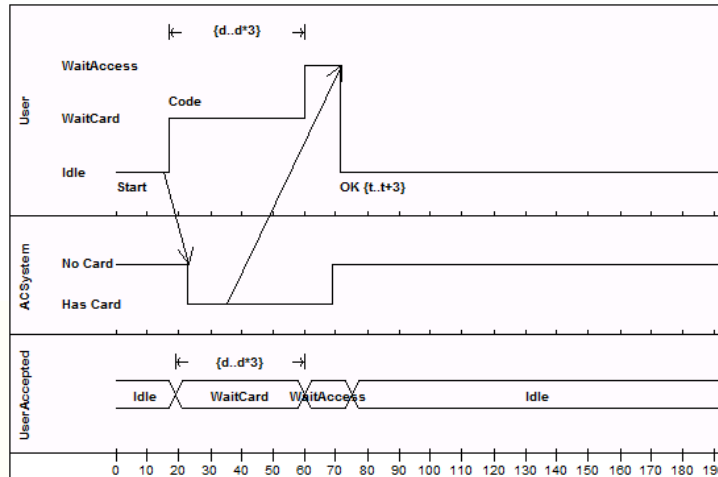 {d..d*3}
WaitAccess
Code
WaitCard
Idle
Start
OK {t..t+3}
User
No Card
Has Card
ACSystem
{d..d*3}
Idle WaitCard WaitAccess Idle
UserAccepted
0 10 20 30 40 50 60 70 80 90 100 110 120 130 140 150 160 170 180